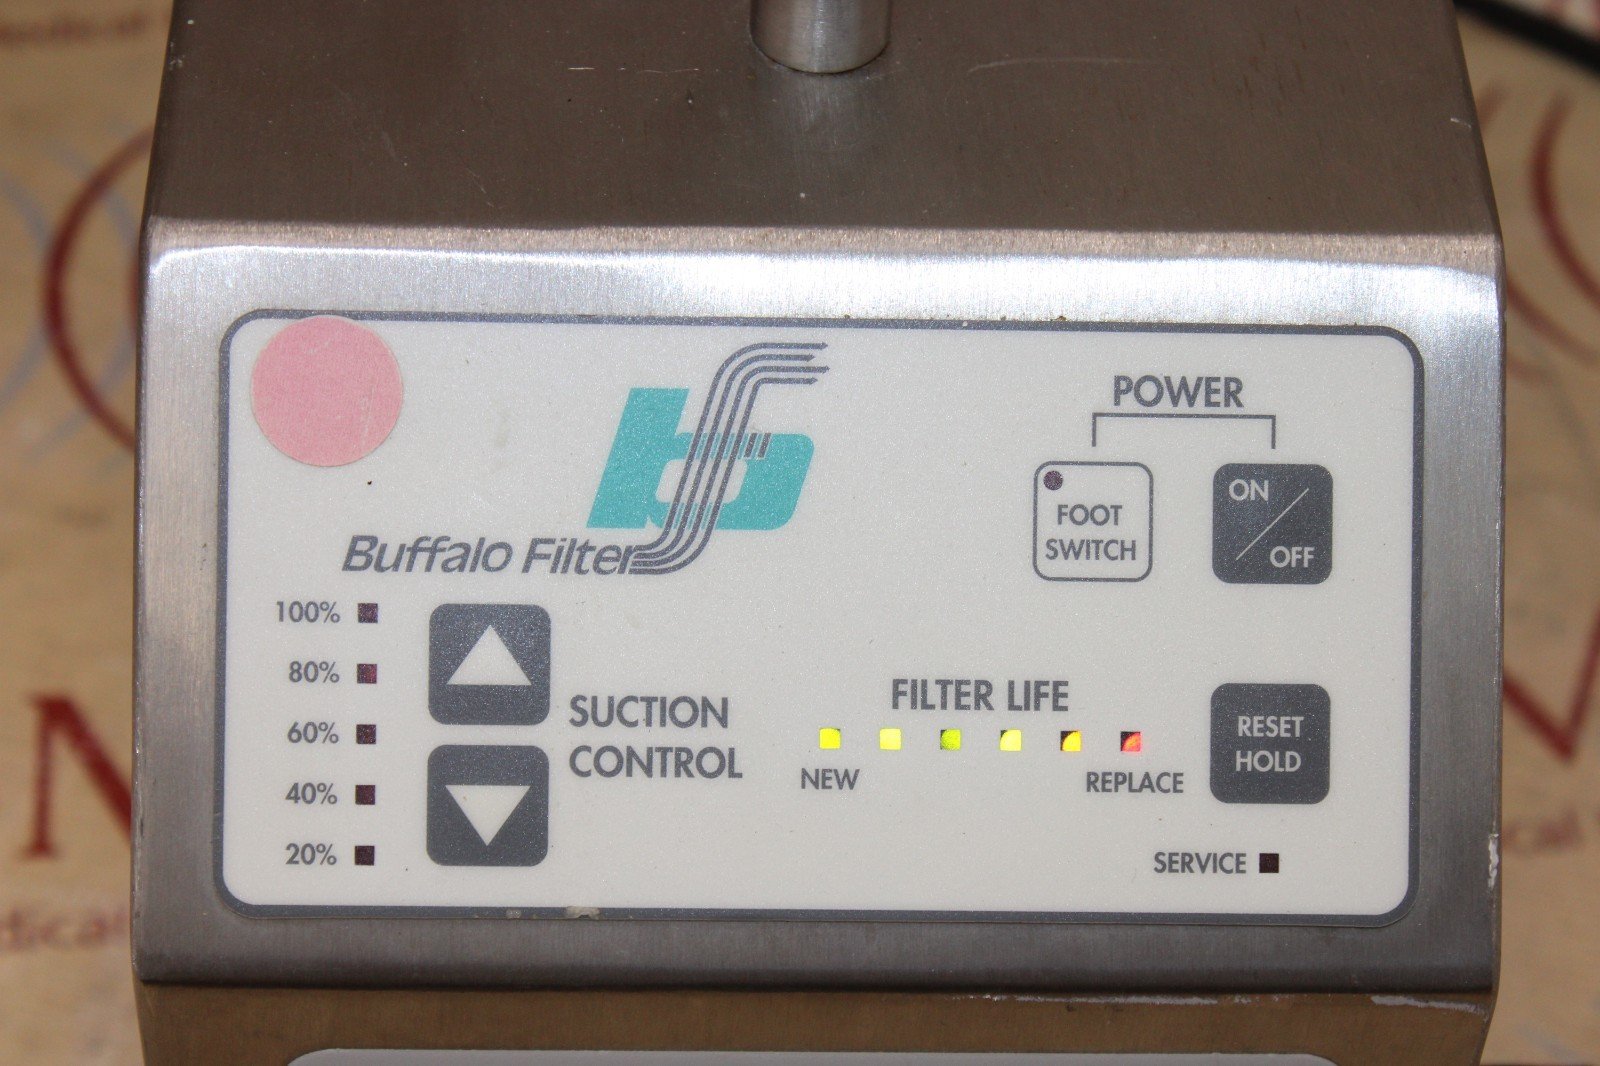 Buffalo Filter
POWER
FOOT
SWITCH
ON
OFF
100%
80%
60%
40%
20%
SUCTION
CONTROL
FILTER LIFE
NEW
REPLACE
RESET
HOLD
SERVICE